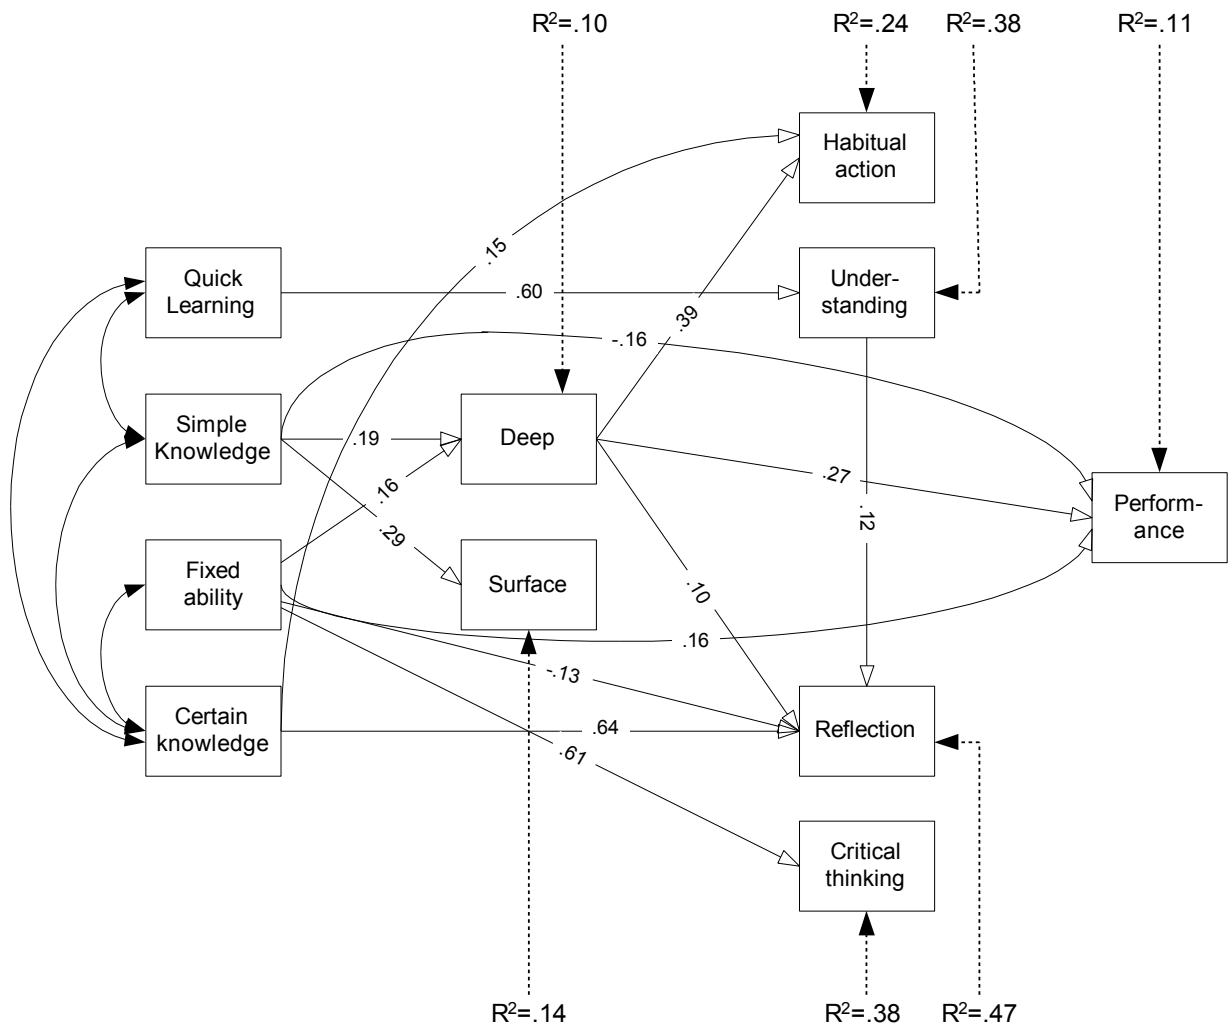 R²=.10
R²=.24
R²=.38
R²=.11
Habitual
action
.15
Quick
Learning
.60
Under-
standing
.39
-.16
Simple
Knowledge
.19
Deep
.27
.16
.29
.12
Perform-
ance
Fixed
ability
Surface
.10
.16
-.13
Certain
knowledge
.64
Reflection
.61
Critical
thinking
R²=.14
R²=.38
R²=.47